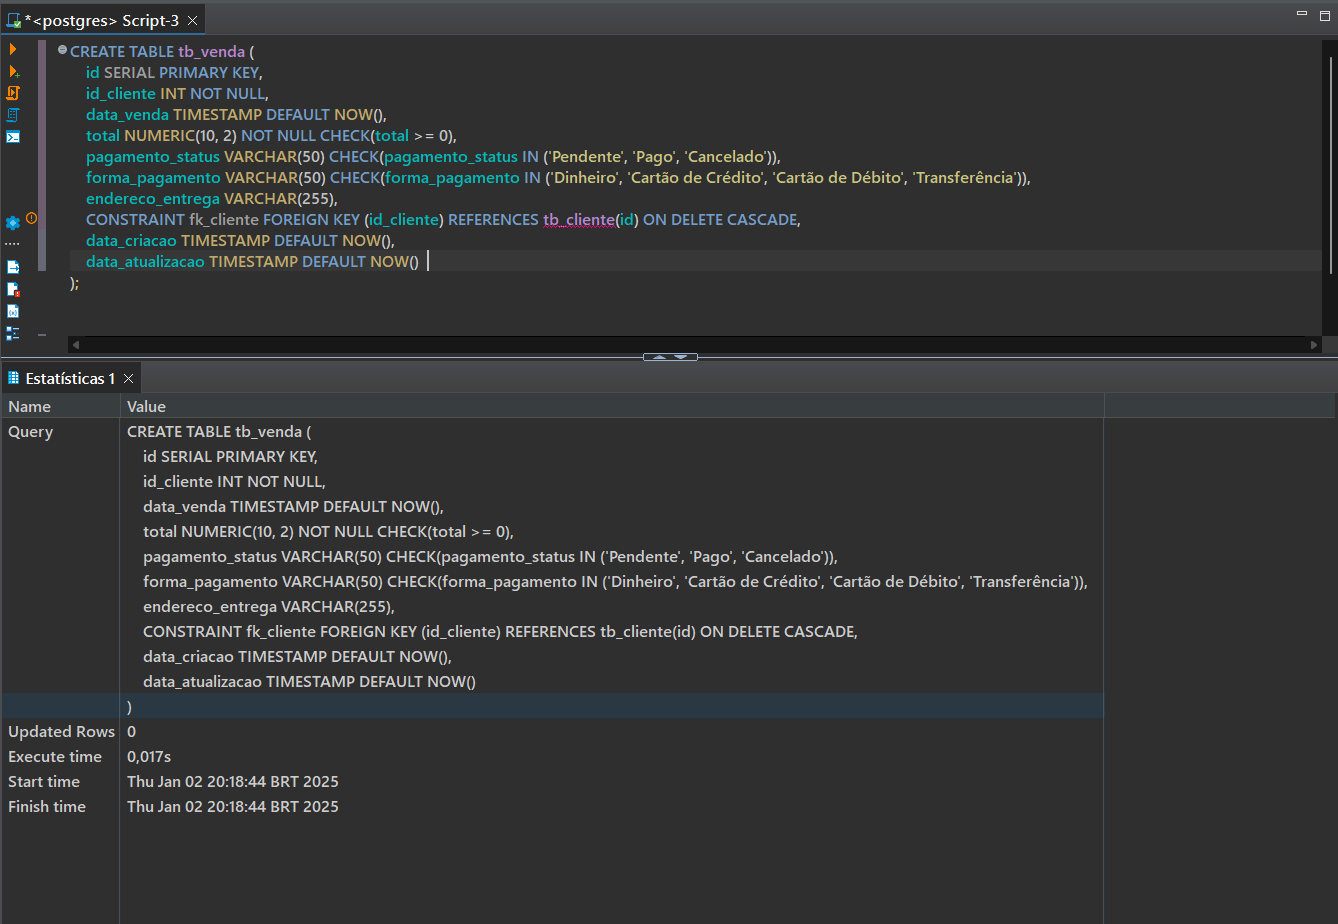 *<postgres> Script-3
CREATE TABLE tb_venda (
id SERIAL PRIMARY KEY,
id_cliente INT NOT NULL,
data_venda TIMESTAMP DEFAULT NOW(),
total NUMERIC(10, 2) NOT NULL CHECK(total >= 0),
pagamento_status VARCHAR(50) CHECK(pagamento_status IN ('Pendente', 'Pago', 'Cancelado')),
forma_pagamento VARCHAR(50) CHECK(forma_pagamento IN ('Dinheiro', 'Cartão de Crédito', 'Cartão de Débito', 'Transferência')),
endereco_entrega VARCHAR(255),
CONSTRAINT fk_cliente FOREIGN KEY (id_cliente) REFERENCES tb_cliente(id) ON DELETE CASCADE,
data_criacao TIMESTAMP DEFAULT NOW(),
data_atualizacao TIMESTAMP DEFAULT NOW()
);
Estatísticas 1
Name Value
Query CREATE TABLE tb_venda (
id SERIAL PRIMARY KEY,
id_cliente INT NOT NULL,
data_venda TIMESTAMP DEFAULT NOW(),
total NUMERIC(10, 2) NOT NULL CHECK(total >= 0),
pagamento_status VARCHAR(50) CHECK(pagamento_status IN ('Pendente', 'Pago', 'Cancelado')),
forma_pagamento VARCHAR(50) CHECK(forma_pagamento IN ('Dinheiro', 'Cartão de Crédito', 'Cartão de Débito', 'Transferência')),
endereco_entrega VARCHAR(255),
CONSTRAINT fk_cliente FOREIGN KEY (id_cliente) REFERENCES tb_cliente(id) ON DELETE CASCADE,
data_criacao TIMESTAMP DEFAULT NOW(),
data_atualizacao TIMESTAMP DEFAULT NOW()
)
Updated Rows 0
Execute time 0,017s
Start time Thu Jan 02 20:18:44 BRT 2025
Finish time Thu Jan 02 20:18:44 BRT 2025